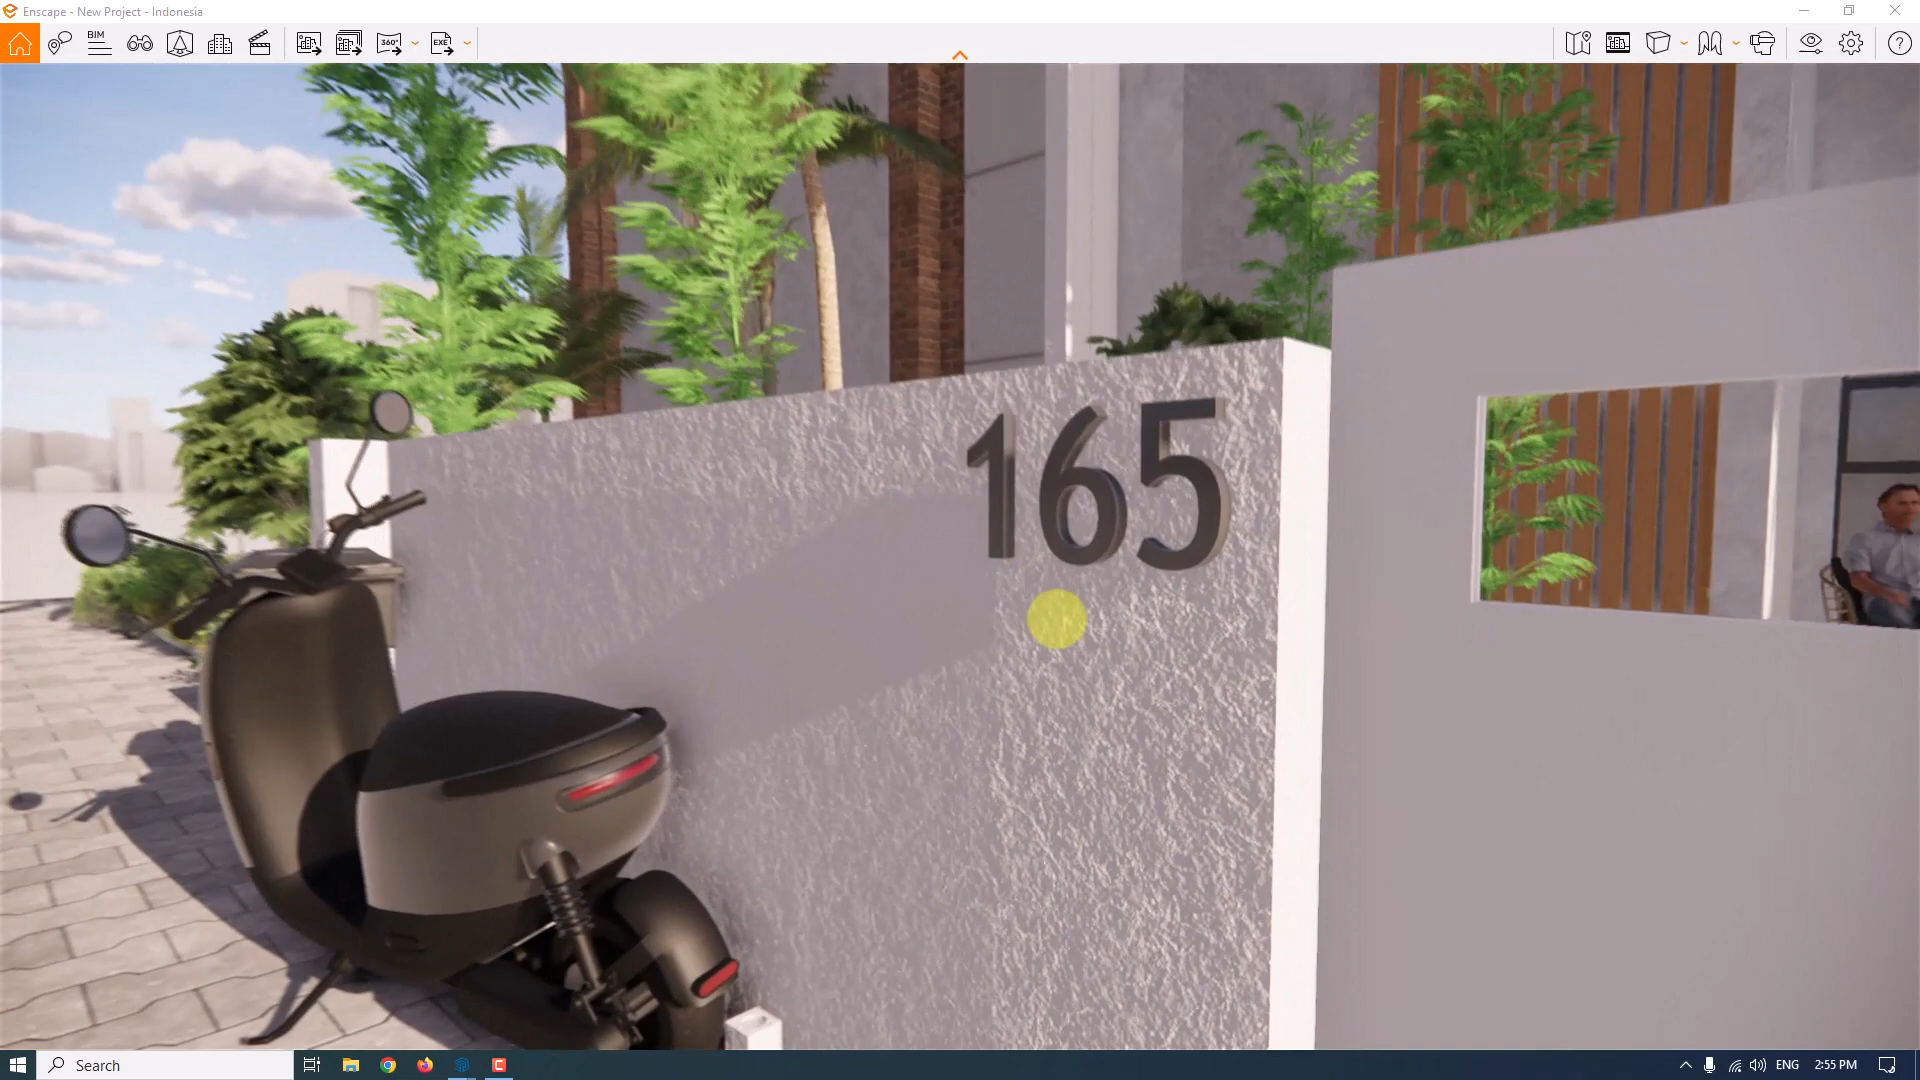 Enscape - New Project - Indonesia
BIM
360°
EXE
?
165
Search
ENG
2:55 PM